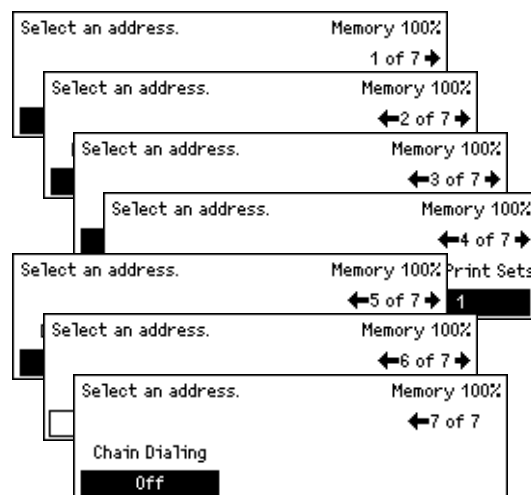 Select an address. Memory 100%
1 of 7
Select an address. Memory 100%
2 of 7
Select an address. Memory 100%
3 of 7
Select an address. Memory 100%
4 of 7
Print Sets
1
Select an address. Memory 100%
5 of 7
Select an address. Memory 100%
6 of 7
Select an address. Memory 100%
7 of 7
Chain Dialing
Off